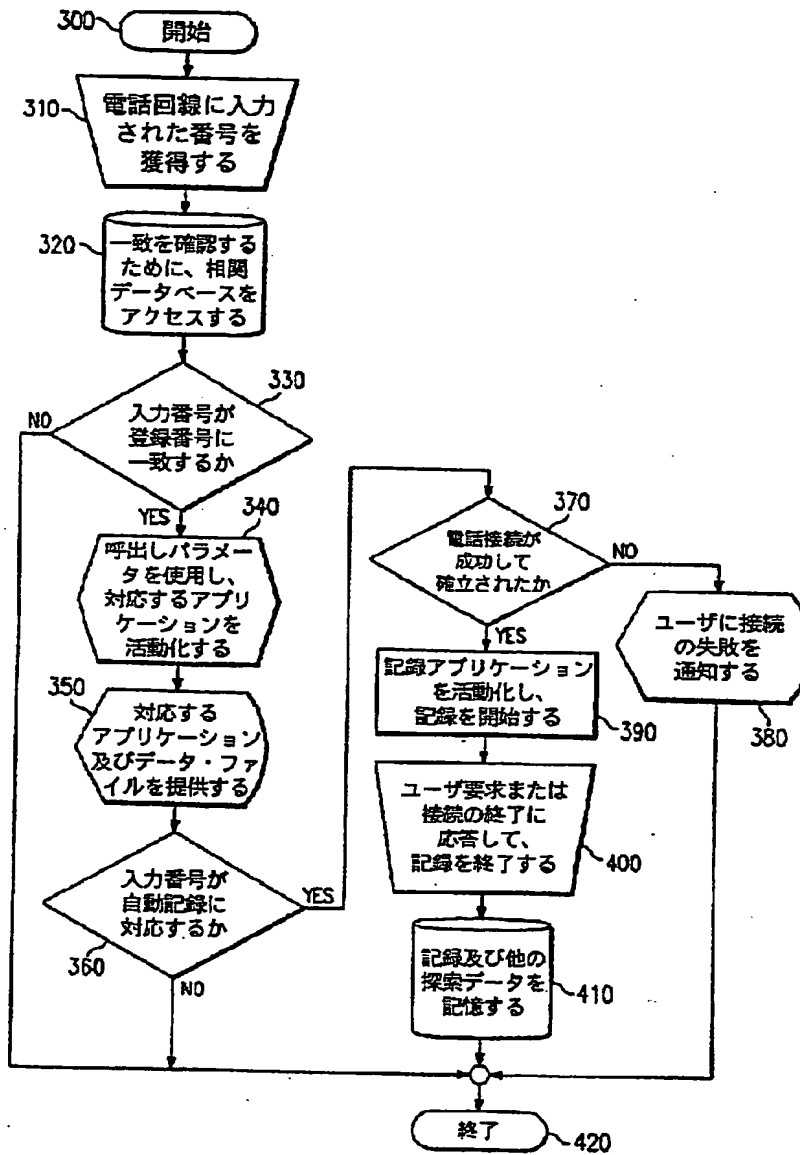 300
開始
310
電話回線に入力
された番号を
獲得する
320
一致を確認する
ために、相関
データベースを
アクセスする
330
入力番号が
登録番号に
一致するか
NO
YES
340
呼出しパラメー
タを使用し、
対応するアプリ
ケーションを
活動化する
350
対応する
アプリケーション
及びデータ・ファ
イルを提供する
入力番号が
自動記録に
対応するか
360
YES
NO
370
電話接続が
成功して
確立されたか
NO
YES
ユーザに接続
の失敗を
通知する
380
記録アプリケーション
を活動化し、
記録を開始する
390
ユーザ要求または
接続の終了に
応答して、
記録を終了する
400
記録及び他の
探索データを
記憶する
410
終了
420